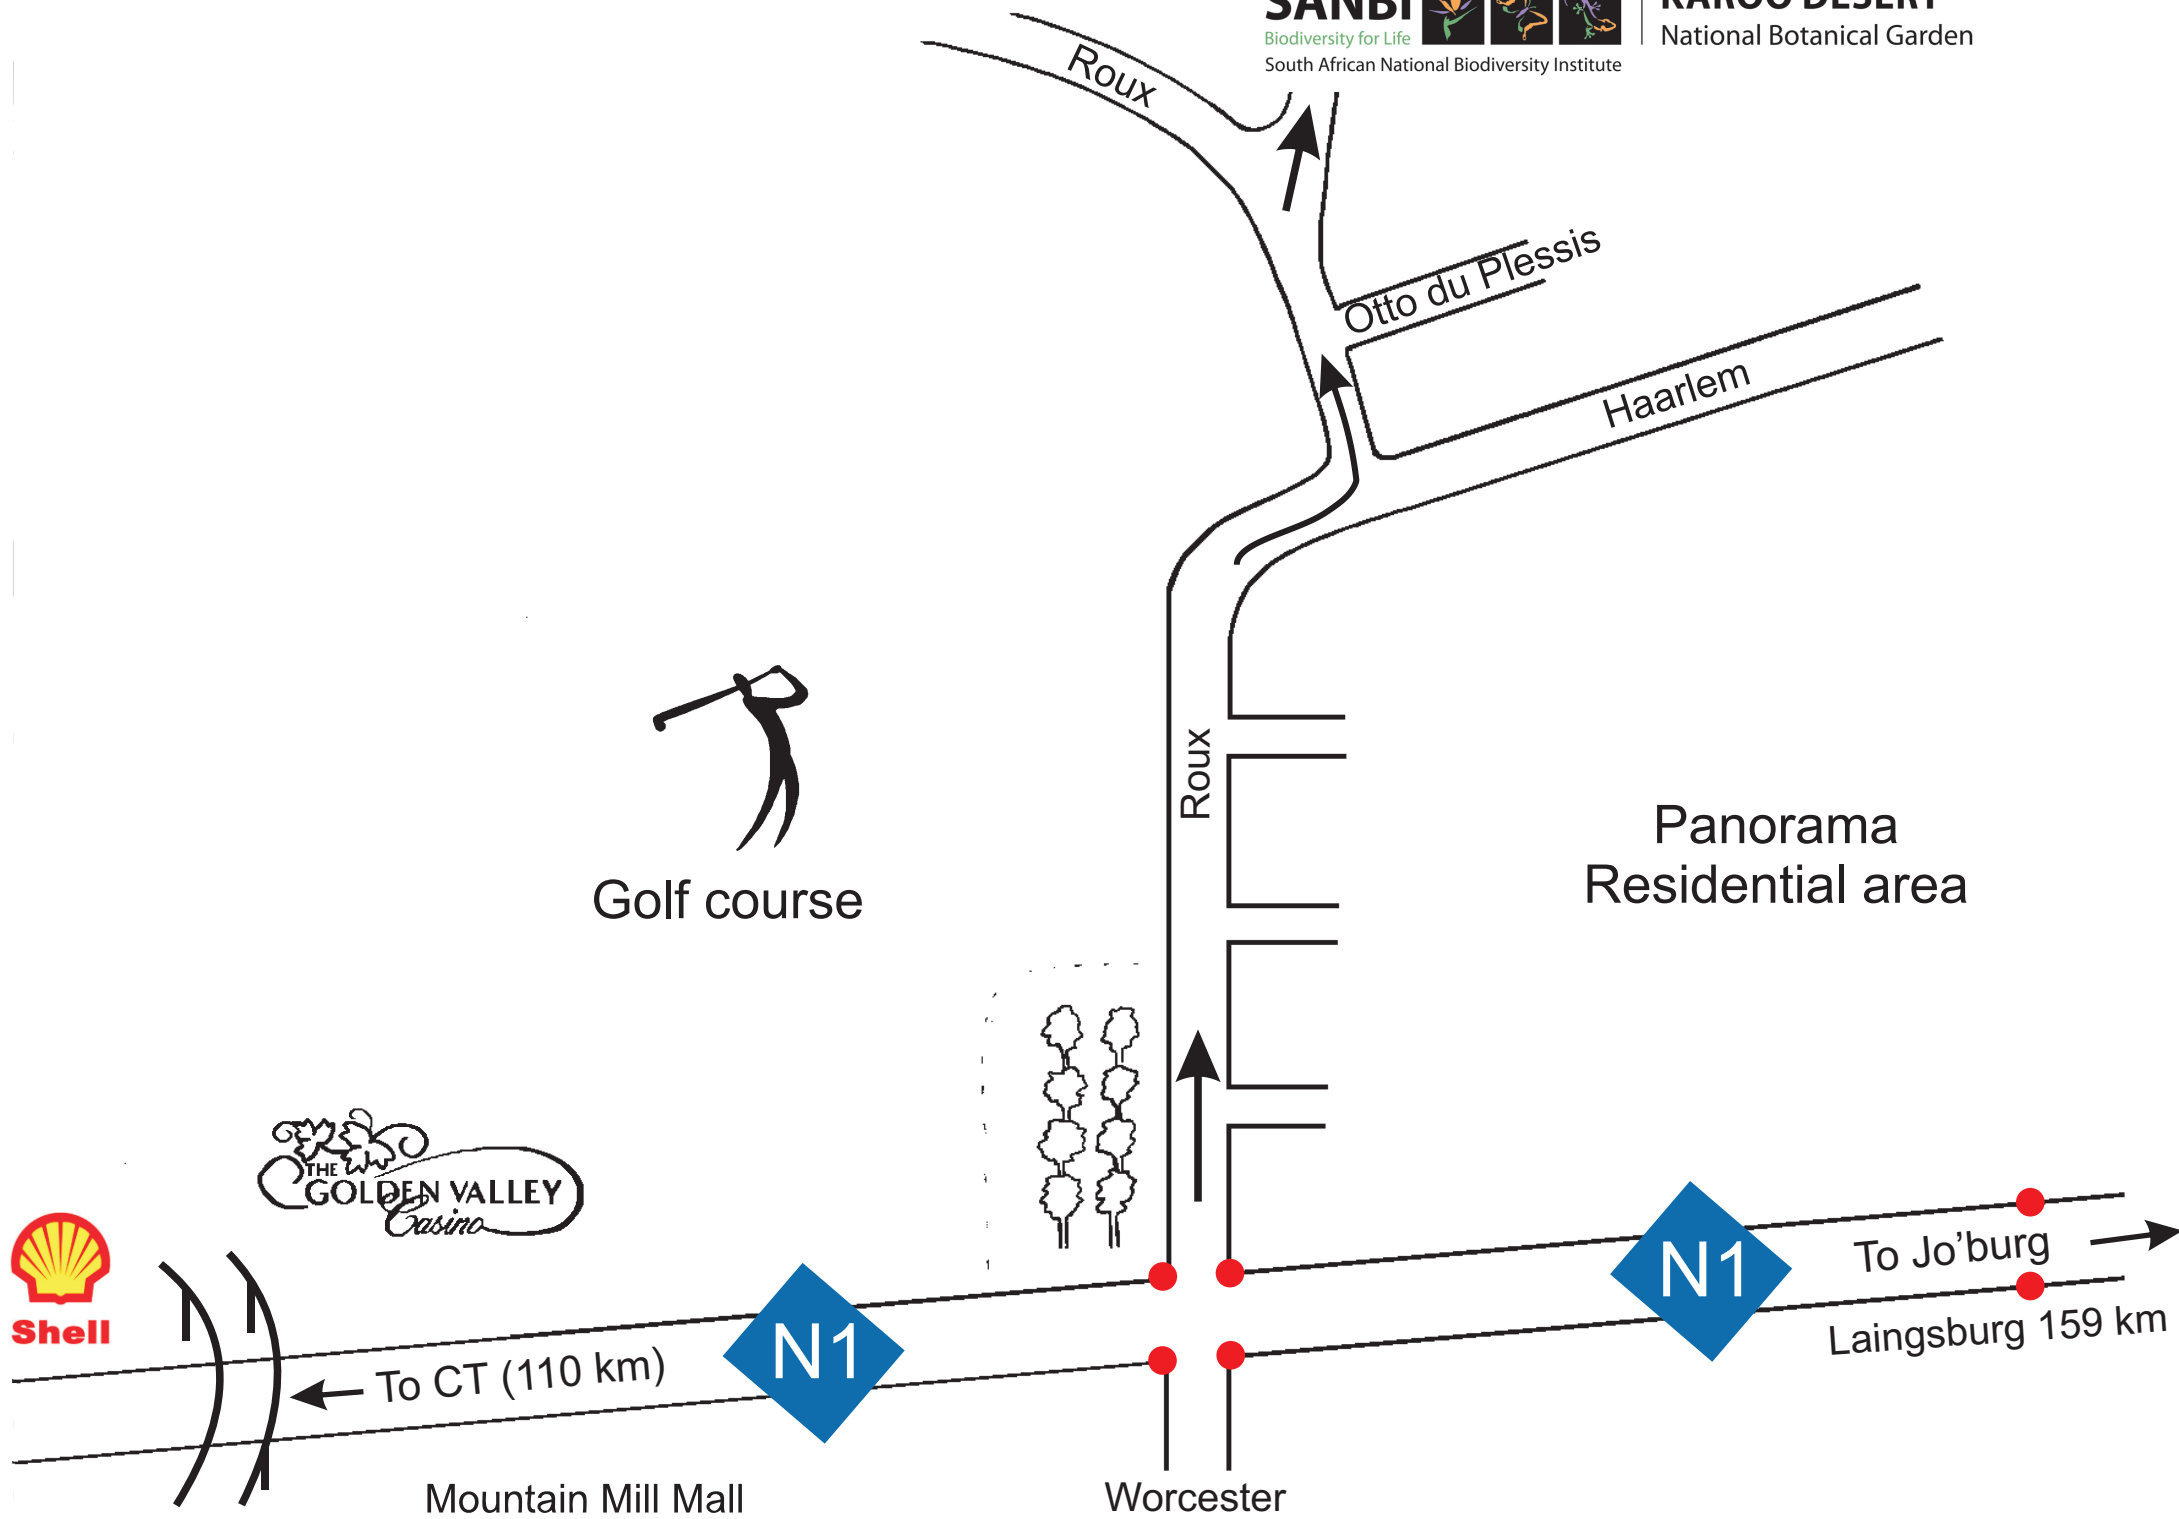 SANBI
Biodiversity for Life
South African National Biodiversity Institute
KAROO DESERT
National Botanical Garden
Roux
Otto du Plessis
Haarlem
Roux
Panorama
Residential area
Golf course
THE
GOLDEN VALLEY
Casino
Shell
N1
To Jo'burg
Laingsburg 159 km
N1
To CT (110 km)
Mountain Mill Mall
Worcester